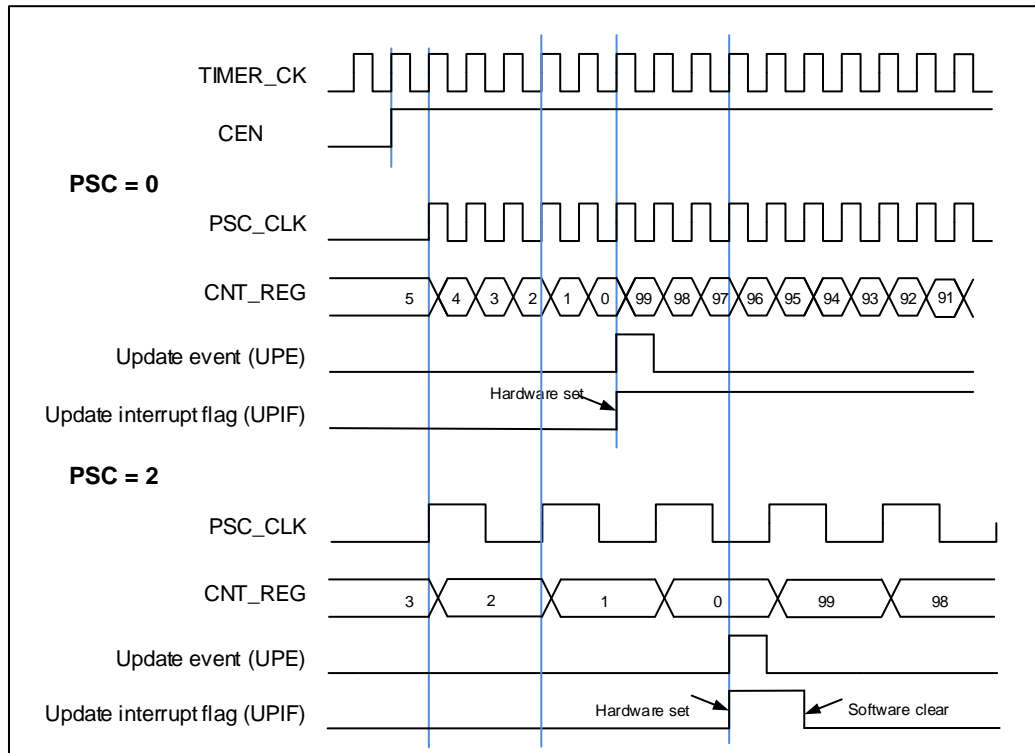 TIMER_CK
CEN
PSC = 0
PSC_CLK
CNT_REG 5 4 3 2 1 0 99 98 97 96 95 94 93 92 91
Update event (UPE)
Hardware set
Update interrupt flag (UPIF)
PSC = 2
PSC_CLK
CNT_REG 3 2 1 0 99 98
Update event (UPE)
Update interrupt flag (UPIF) Hardware set Software clear